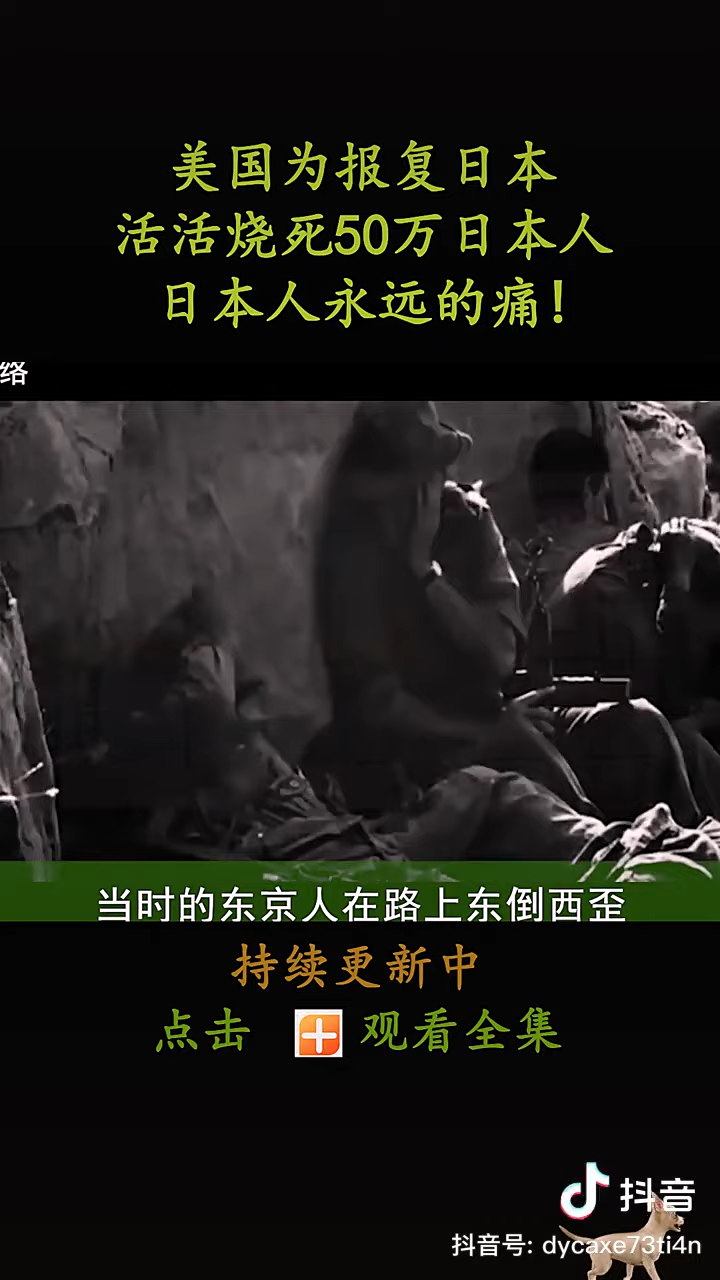 美国为报复日本
活活烧死50万日本人
日本人永远的痛！
络
当时的东京人在路上东倒西歪
持续更新中
点击 观看全集
抖音
抖音号: dycaxe73ti4n